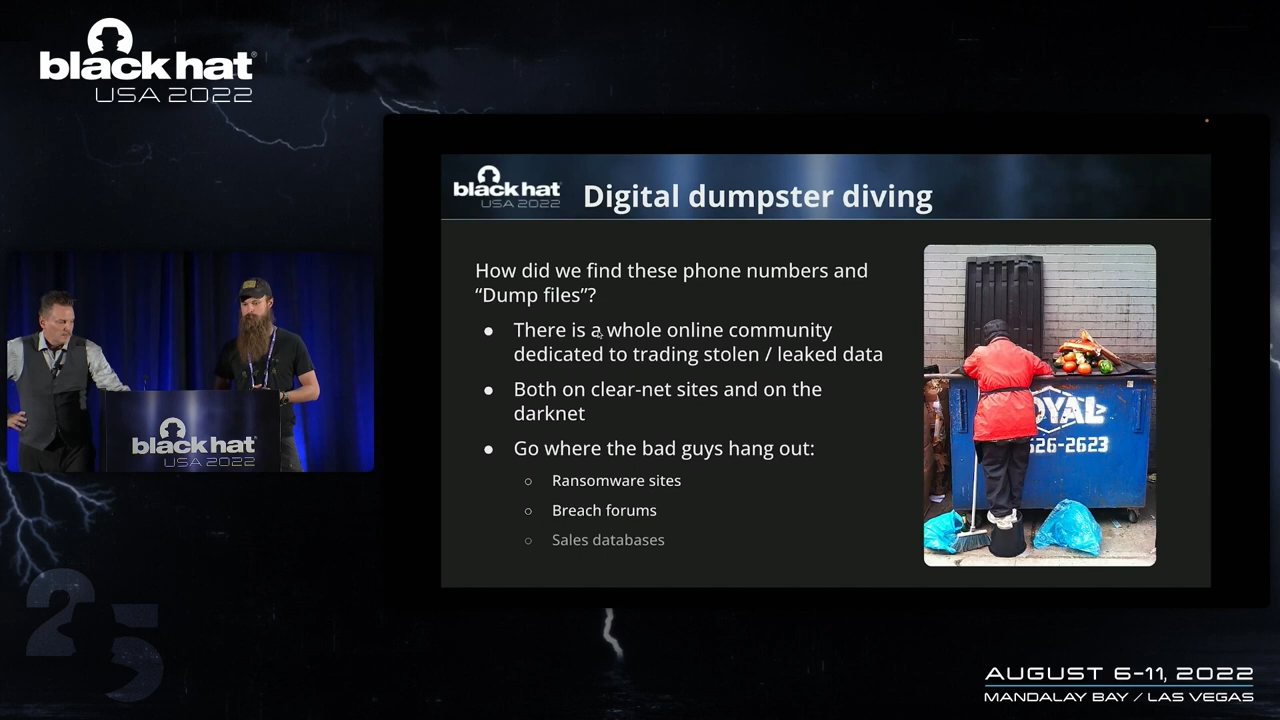 black hat®
USA 2022
black hat
USA 2022
Digital dumpster diving
How did we find these phone numbers and
“Dump files”?
● There is a whole online community
dedicated to trading stolen / leaked data
● Both on clear-net sites and on the
darknet
● Go where the bad guys hang out:
○ Ransomware sites
○ Breach forums
○ Sales databases
OYAL
526-2623
black hat
USA 2022
25
AUGUST 6-11, 2022
MANDALAY BAY / LAS VEGAS